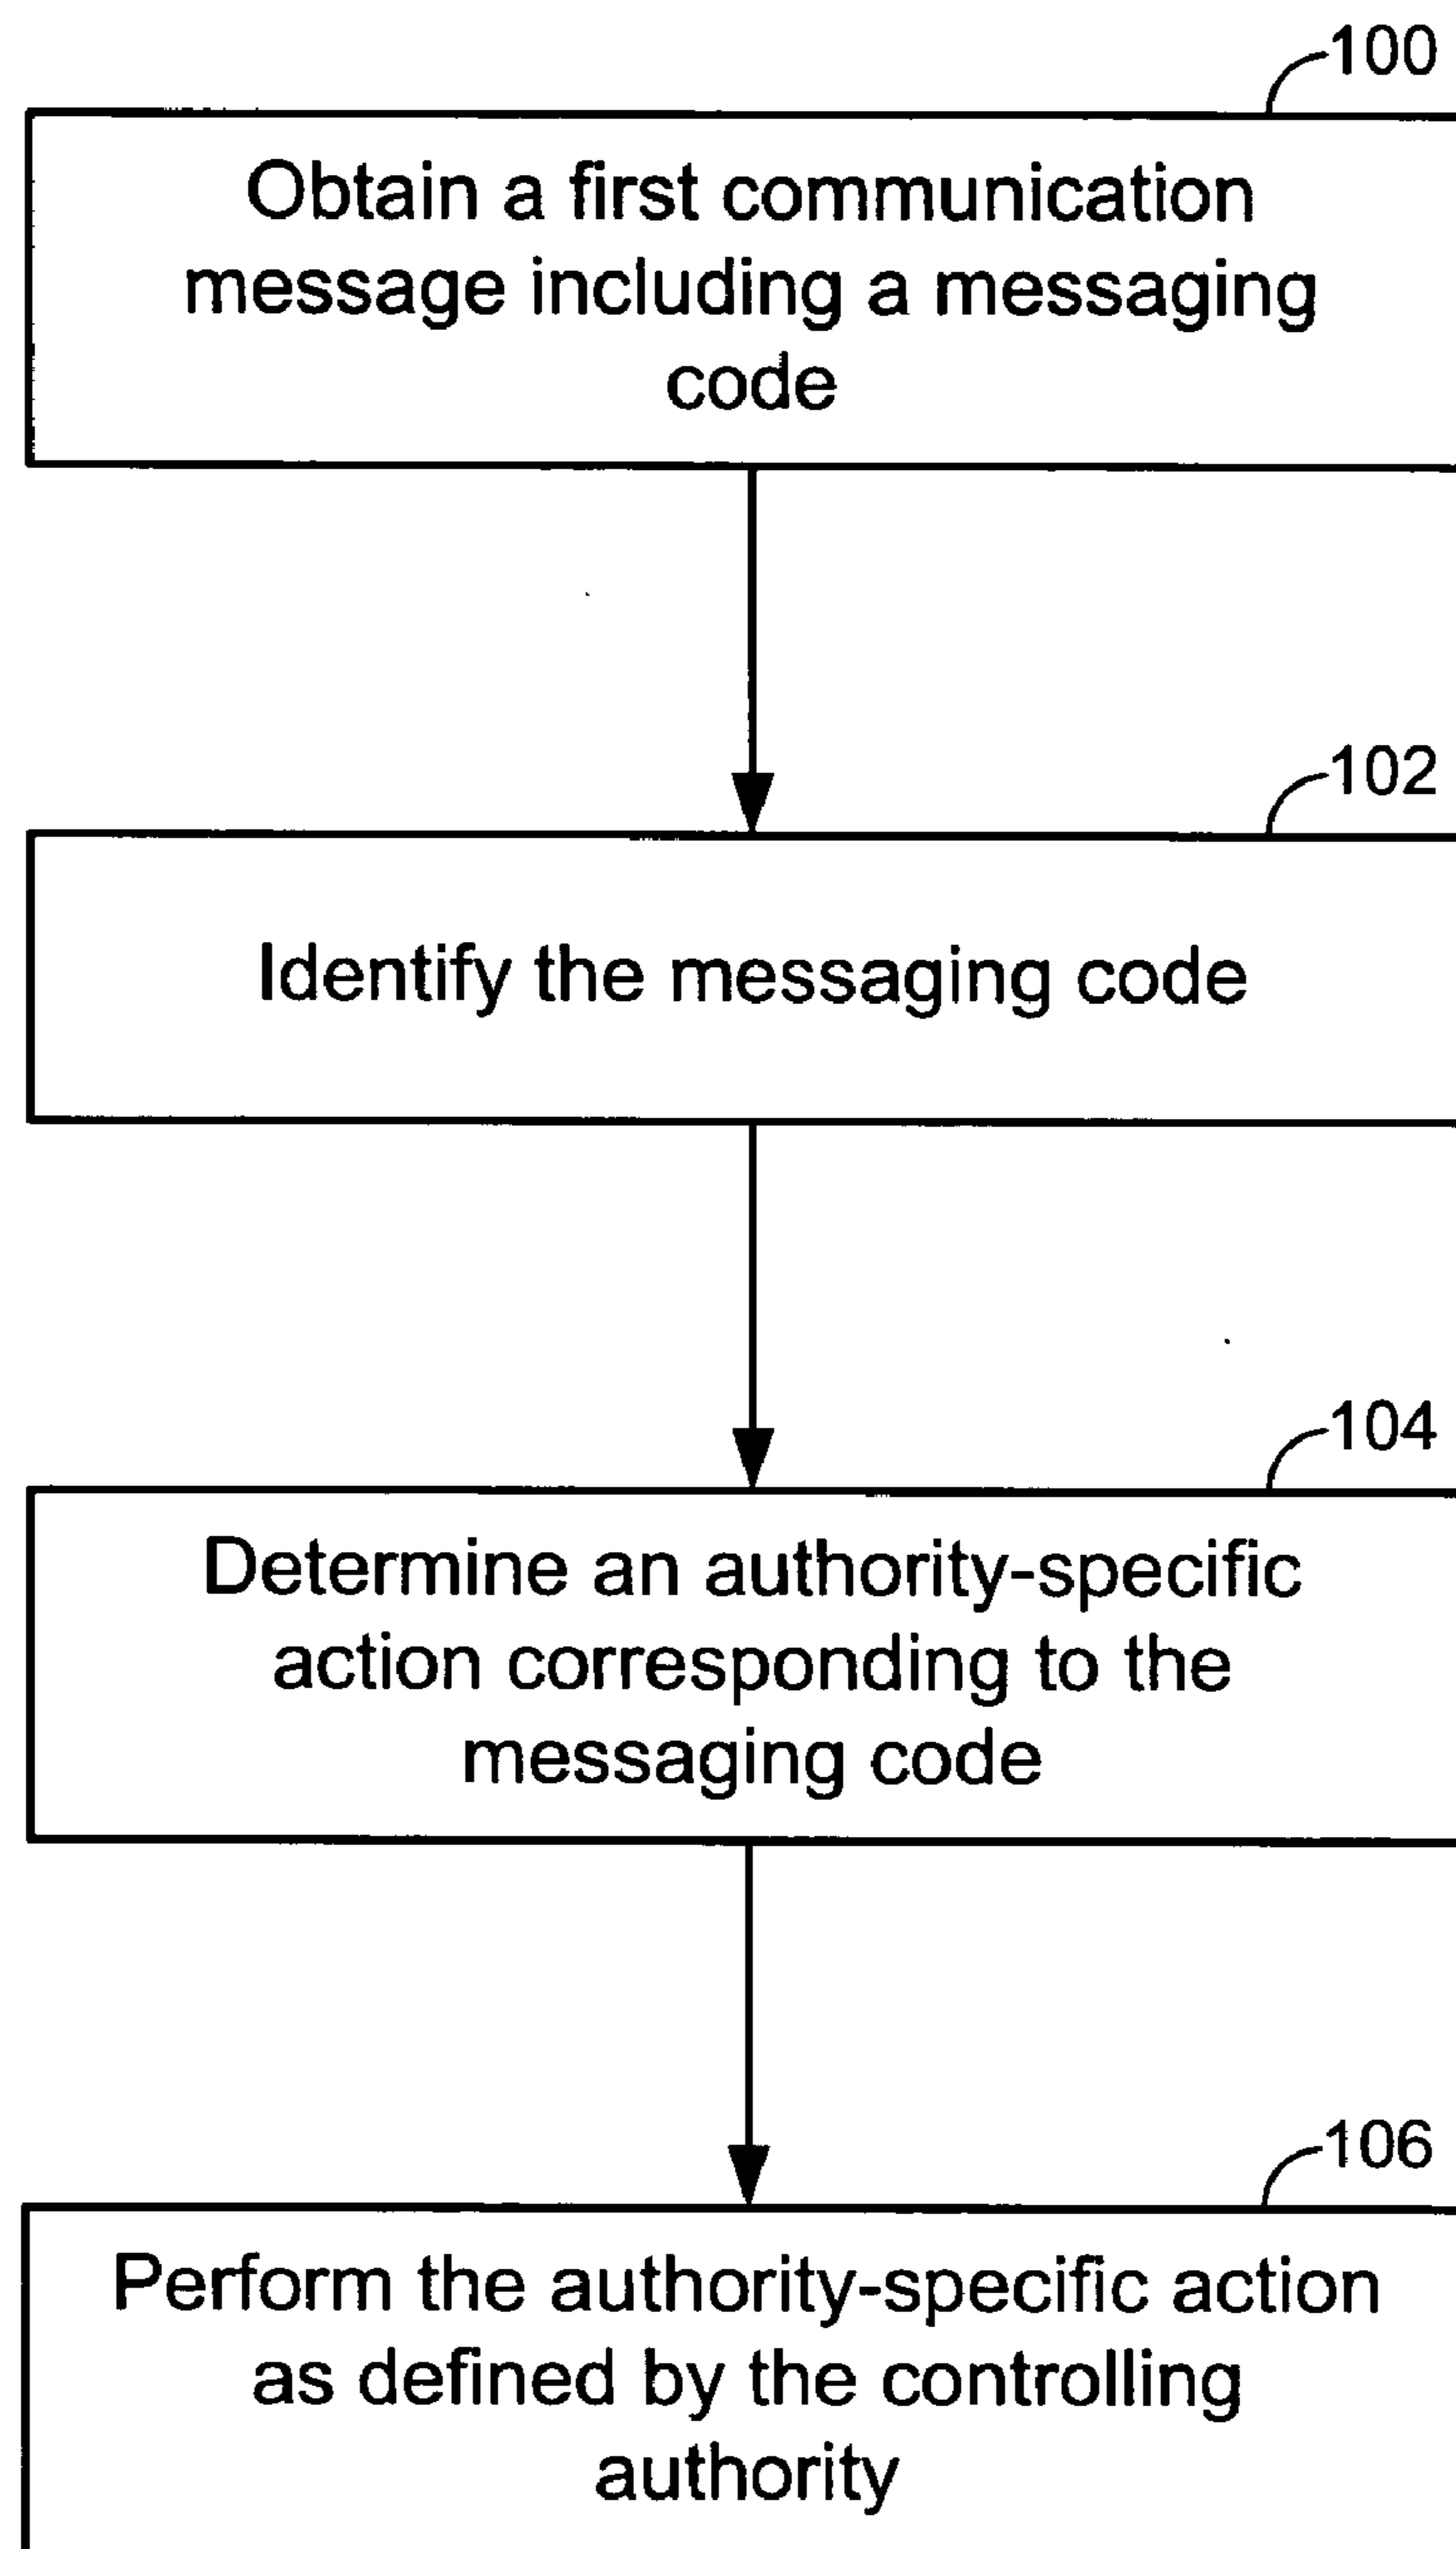 100
Obtain a first communication
message including a messaging
code
102
Identify the messaging code
104
Determine an authority-specific
action corresponding to the
messaging code
106
Perform the authority-specific action
as defined by the controlling
authority